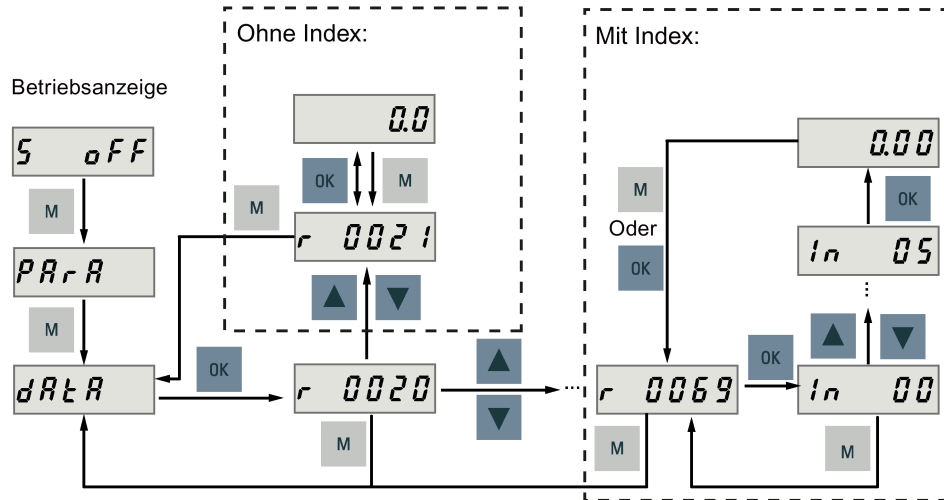 Ohne Index:
Mit Index:
Betriebsanzeige
S oFF
0.0
0.00
OK
M
M
M
M
OK
r 0021
Oder
In 05
PArA
OK
M
OK
OK
dAtA
r 0020
r 0069
In 00
M
M
M